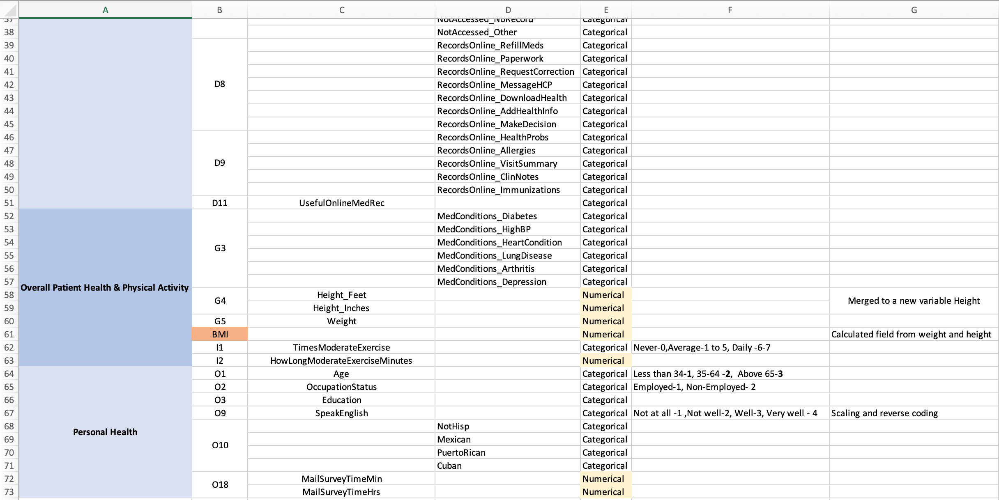 A B C D E F G
37 NotAccessed_NoRecord Categorical
38 NotAccessed_Other Categorical
39 RecordsOnline_RefillMeds Categorical
40 RecordsOnline_Paperwork Categorical
41 RecordsOnline_RequestCorrection Categorical
42 D8 RecordsOnline_MessageHCP Categorical
43 RecordsOnline_DownloadHealth Categorical
44 RecordsOnline_AddHealthInfo Categorical
45 RecordsOnline_MakeDecision Categorical
46 RecordsOnline_HealthProbs Categorical
47 RecordsOnline_Allergies Categorical
48 D9 RecordsOnline_VisitSummary Categorical
49 RecordsOnline_ClinNotes Categorical
50 RecordsOnline_Immunizations Categorical
51 D11 UsefulOnlineMedRec Categorical
52 MedConditions_Diabetes Categorical
53 MedConditions_HighBP Categorical
54 G3 MedConditions_HeartCondition Categorical
55 MedConditions_LungDisease Categorical
56 MedConditions_Arthritis Categorical
57 Overall Patient Health & Physical Activity MedConditions_Depression Categorical
58 G4 Height_Feet Numerical Merged to a new variable Height
59 Height_Inches Numerical
60 G5 Weight Numerical
61 BMI Numerical Calculated field from weight and height
62 I1 TimesModerateExercise Categorical Never-0,Average-1 to 5, Daily -6-7
63 I2 HowLongModerateExerciseMinutes Numerical
64 O1 Age Categorical Less than 34-1, 35-64 -2,  Above 65-3
65 O2 OccupationStatus Categorical Employed-1, Non-Employed- 2
66 O3 Education Categorical
67 O9 SpeakEnglish Categorical Not at all -1 ,Not well-2, Well-3, Very well - 4 Scaling and reverse coding
68 Personal Health NotHisp Categorical
69 O10 Mexican Categorical
70 PuertoRican Categorical
71 Cuban Categorical
72 O18 MailSurveyTimeMin Numerical
73 MailSurveyTimeHrs Numerical